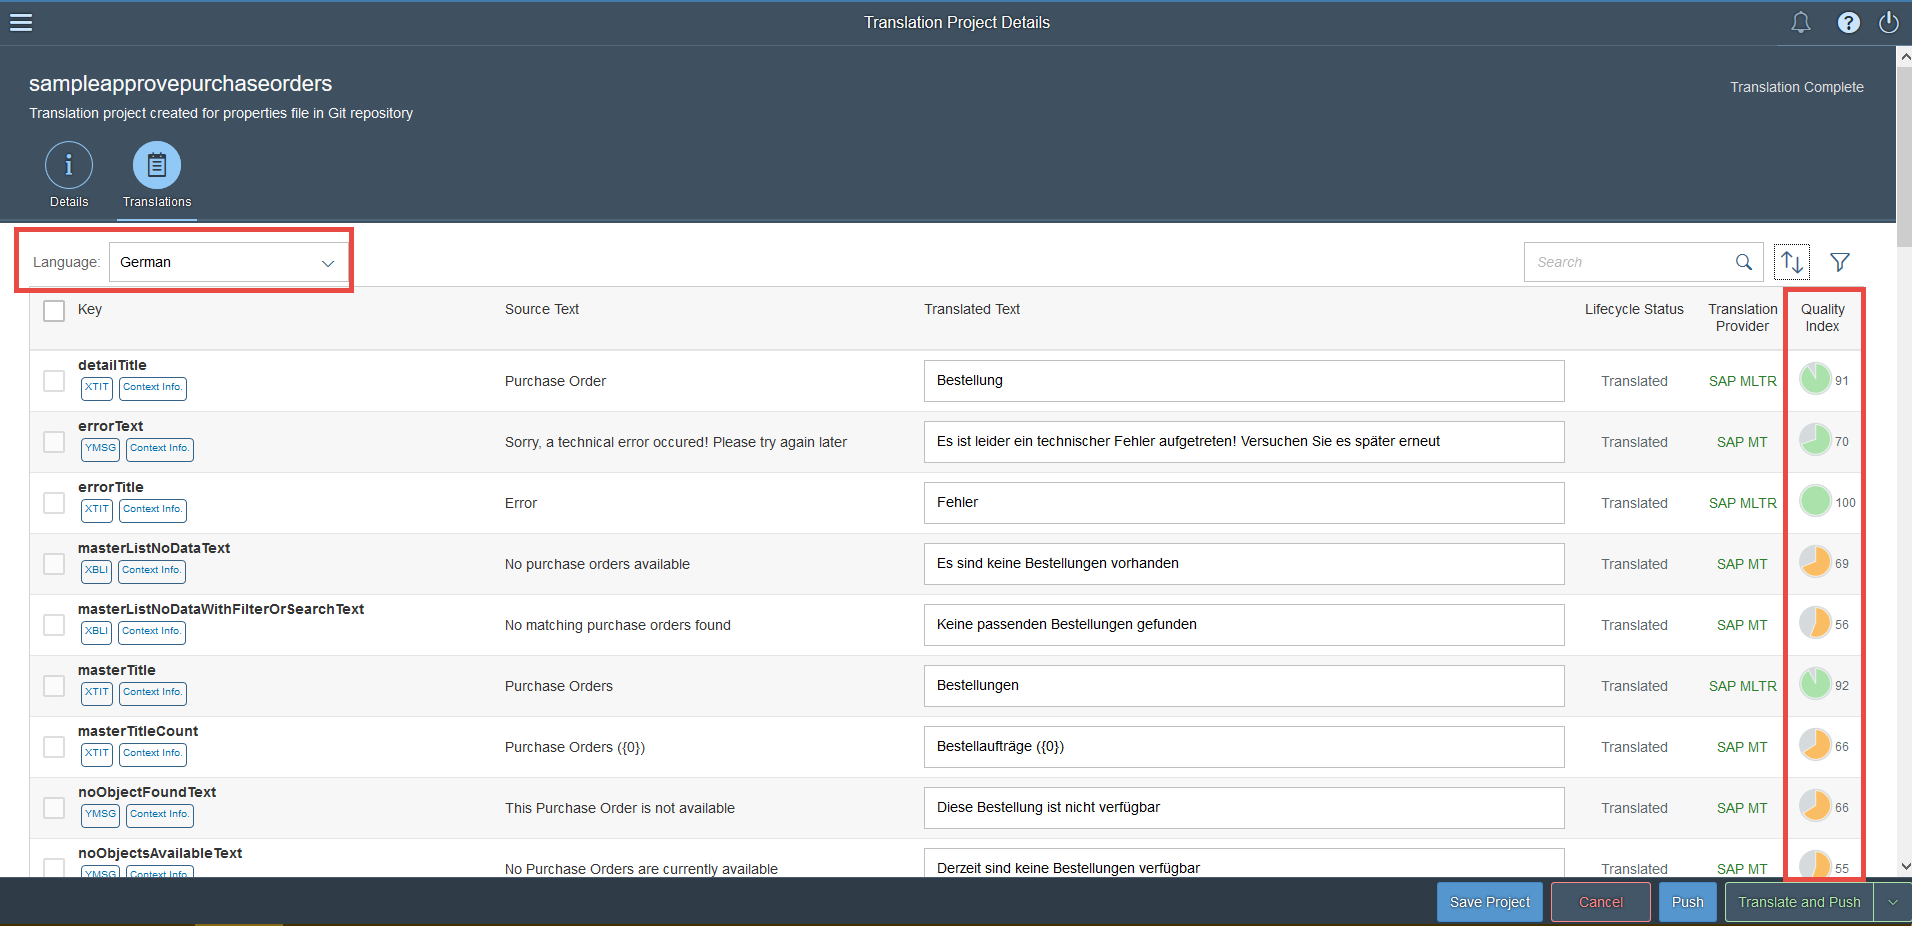 Translation Project Details
?
sampleapprovepurchaseorders
Translation Complete
Translation project created for properties file in Git repository
i
Details
Translations
Language:
German
Search
Key
Source Text
Translated Text
Lifecycle Status
Translation
Provider
Quality
Index
detailTitle
XTIT
Context Info.
Purchase Order
Bestellung
Translated
SAP MLTR
91
errorText
YMSG
Context Info.
Sorry, a technical error occured! Please try again later
Es ist leider ein technischer Fehler aufgetreten! Versuchen Sie es später erneut
Translated
SAP MT
70
errorTitle
XTIT
Context Info.
Error
Fehler
Translated
SAP MLTR
100
masterListNoDataText
XBLI
Context Info.
No purchase orders available
Es sind keine Bestellungen vorhanden
Translated
SAP MT
69
masterListNoDataWithFilterOrSearchText
XBLI
Context Info.
No matching purchase orders found
Keine passenden Bestellungen gefunden
Translated
SAP MT
56
masterTitle
XTIT
Context Info.
Purchase Orders
Bestellungen
Translated
SAP MLTR
92
masterTitleCount
XTIT
Context Info.
Purchase Orders ({0})
Bestellaufträge ({0})
Translated
SAP MT
66
noObjectFoundText
YMSG
Context Info.
This Purchase Order is not available
Diese Bestellung ist nicht verfügbar
Translated
SAP MT
66
noObjectsAvailableText
YMSG
Context Info.
No Purchase Orders are currently available
Derzeit sind keine Bestellungen verfügbar
Translated
SAP MT
55
Save Project
Cancel
Push
Translate and Push